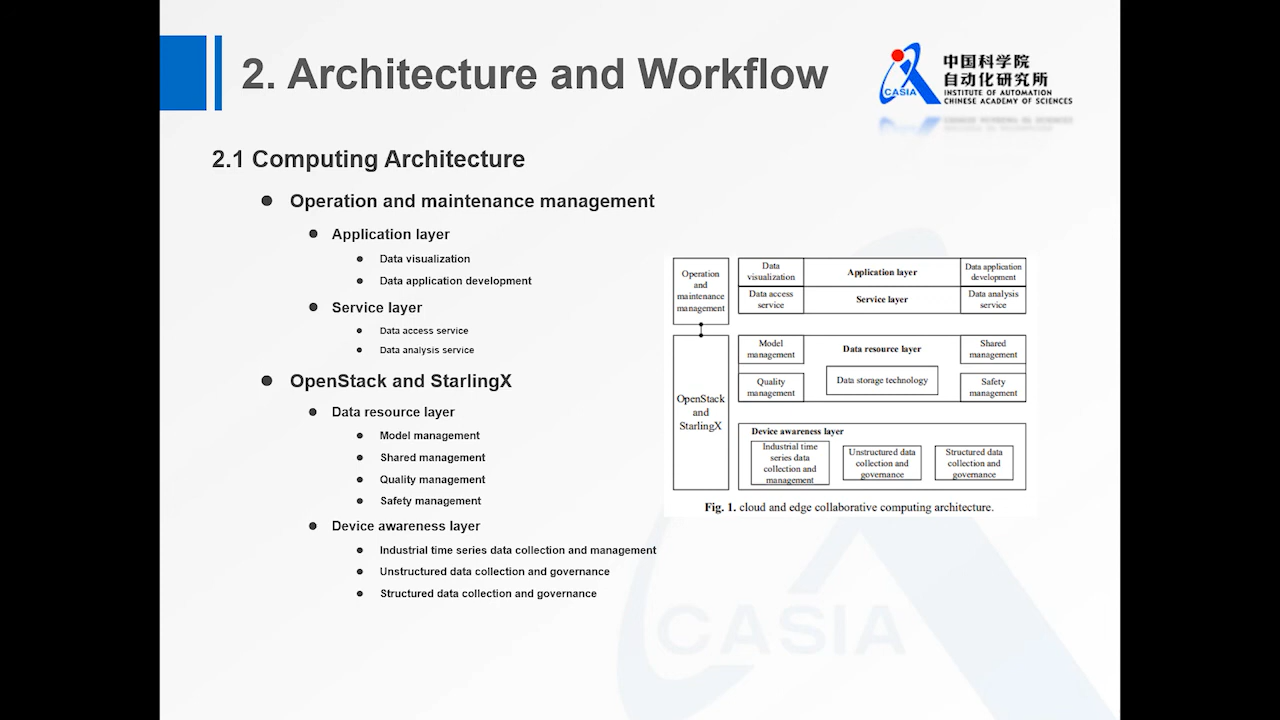 2. Architecture and Workflow
中国科学院
自动化研究所
INSTITUTE OF AUTOMATION
CHINESE ACADEMY OF SCIENCES
CASIA
2.1 Computing Architecture
Operation and maintenance management
Application layer
Data visualization
Data application development
Service layer
Data access service
Data analysis service
OpenStack and StarlingX
Data resource layer
Model management
Shared management
Quality management
Safety management
Device awareness layer
Industrial time series data collection and management
Unstructured data collection and governance
Structured data collection and governance
Operation
and
maintenance
management
Data
visualization
Application layer
Data application
development
Data access
service
Service layer
Data analysis
service
OpenStack
and
StarlingX
Model
management
Data resource layer
Shared
management
Quality
management
Data storage technology
Safety
management
Device awareness layer
Industrial time
series data
collection and
management
Unstructured data
collection and
governance
Structured data
collection and
governance
Fig. 1. cloud and edge collaborative computing architecture.
CASIA